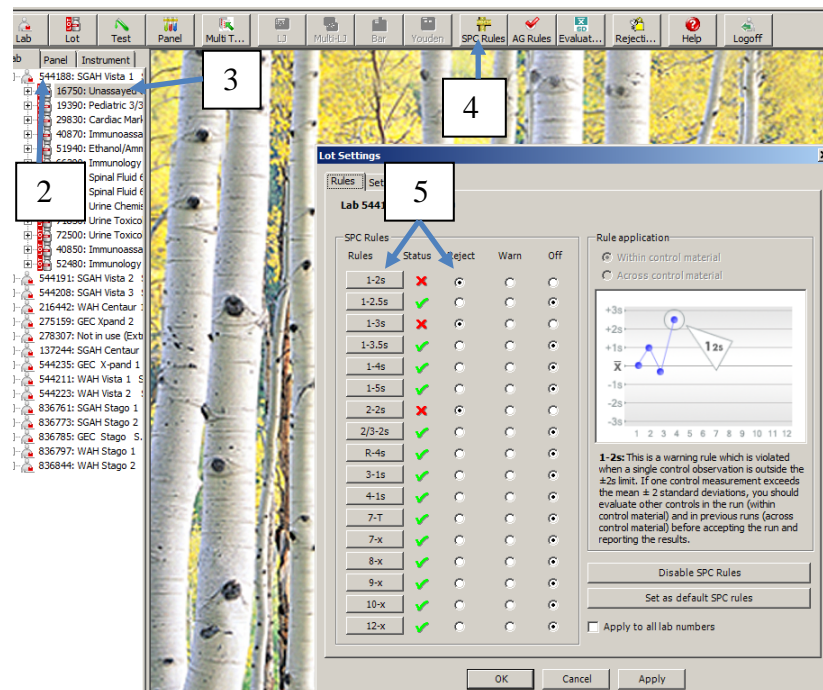 Lab Lot Test Panel Multi T... LJ Multi-LJ Bar Youden SPC Rules AG Rules Evaluat... Rejecti... Help Logoff
ab Panel Instrument
544188: SGAH Vista 1 S
16750: Unassayed
19390: Pediatric 3/3
29830: Cardiac Mark
40870: Immunoassa
51940: Ethanol/Amm
Immunology
Spinal Fluid 6
Spinal Fluid 6
Urine Chemis
Urine Toxico
72500: Urine Toxico
40850: Immunoassa
52480: Immunology
544191: SGAH Vista 2 S
544208: SGAH Vista 3 S
216442: WAH Centaur
275159: GEC Xpand 2
278307: Not in use (Extr
137244: SGAH Centaur
544235: GEC X-pand 1
544211: WAH Vista 1 S
544223: WAH Vista 2 S
836761: SGAH Stago 1
836773: SGAH Stago 2
836785: GEC Stago S.
836797: WAH Stago 1
836844: WAH Stago 2
2
3
4
5
Lot Settings
Rules Set
Lab 5441
SPC Rules
Rules Status Reject Warn Off
1-2s
1-2.5s
1-3s
1-3.5s
1-4s
1-5s
2-2s
2/3-2s
R-4s
3-1s
4-1s
7-T
7-x
8-x
9-x
10-x
12-x
Rule application
Within control material
Across control material
+3s
+2s
+1s
X̅
-1s
-2s
-3s
1 2s
1 2 3 4 5 6 7 8 9 10 11 12
1-2s: This is a warning rule which is violated
when a single control observation is outside the
±2s limit. If one control measurement exceeds
the mean ± 2 standard deviations, you should
evaluate other controls in the run (within
control material) and in previous runs (across
control material) before accepting the run and
reporting the results.
Disable SPC Rules
Set as default SPC rules
Apply to all lab numbers
OK Cancel Apply